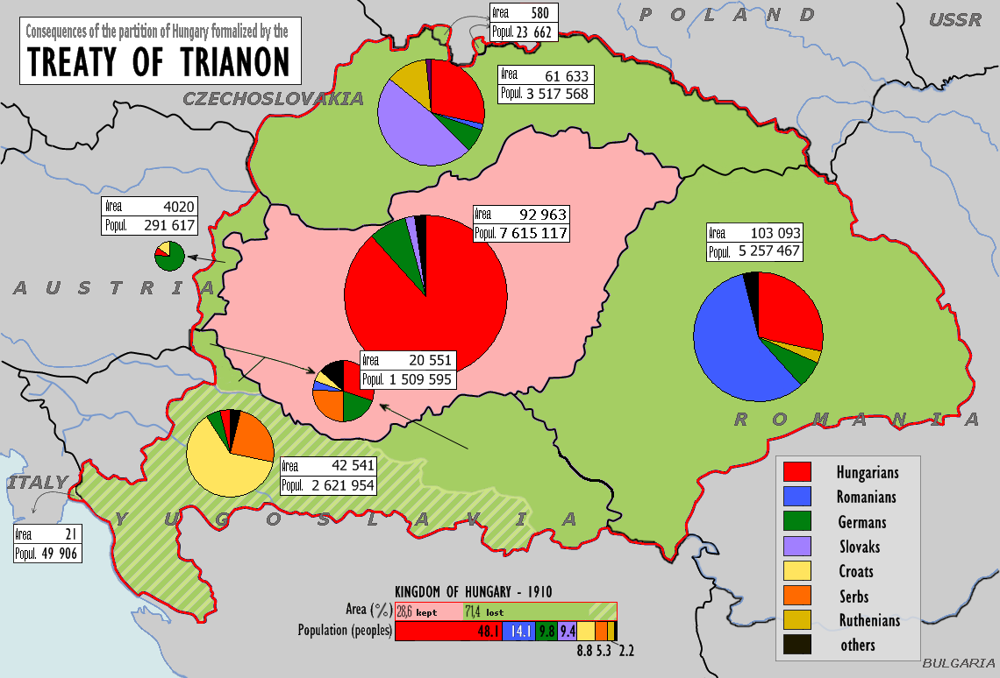 Consequences of the partition of Hungary formalized by the
TREATY OF TRIANON
Area 580
Popul. 23 662
POLAND
USSR
CZECHOSLOVAKIA
Area 61 633
Popul. 3 517 568
Area 4020
Popul. 291 617
Area 92 963
Popul. 7 615 117
Area 103 093
Popul. 5 257 467
AUSTRIA
Area 20 551
Popul. 1 509 595
ROMANIA
Area 42 541
Popul. 2 621 954
ITALY
YUGOSLAVIA
Area 21
Popul. 49 906
Hungarians
Romanians
Germans
Slovaks
Croats
Serbs
Ruthenians
others
KINGDOM OF HUNGARY - 1910
Area (%) 28,6 kept 71,4 lost
Population (peoples) 48.1 14.1 9.8 9.4
8.8 5.3 2.2
BULGARIA